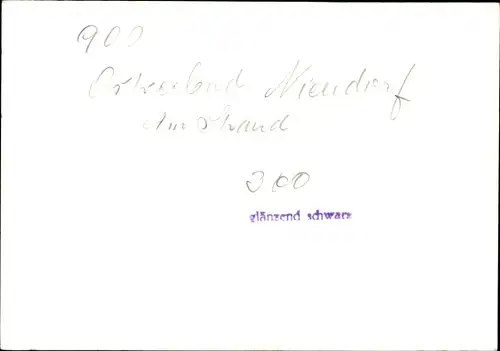 900
Ostseebad Niendorf
Am Strand
300
glänzend schwarz